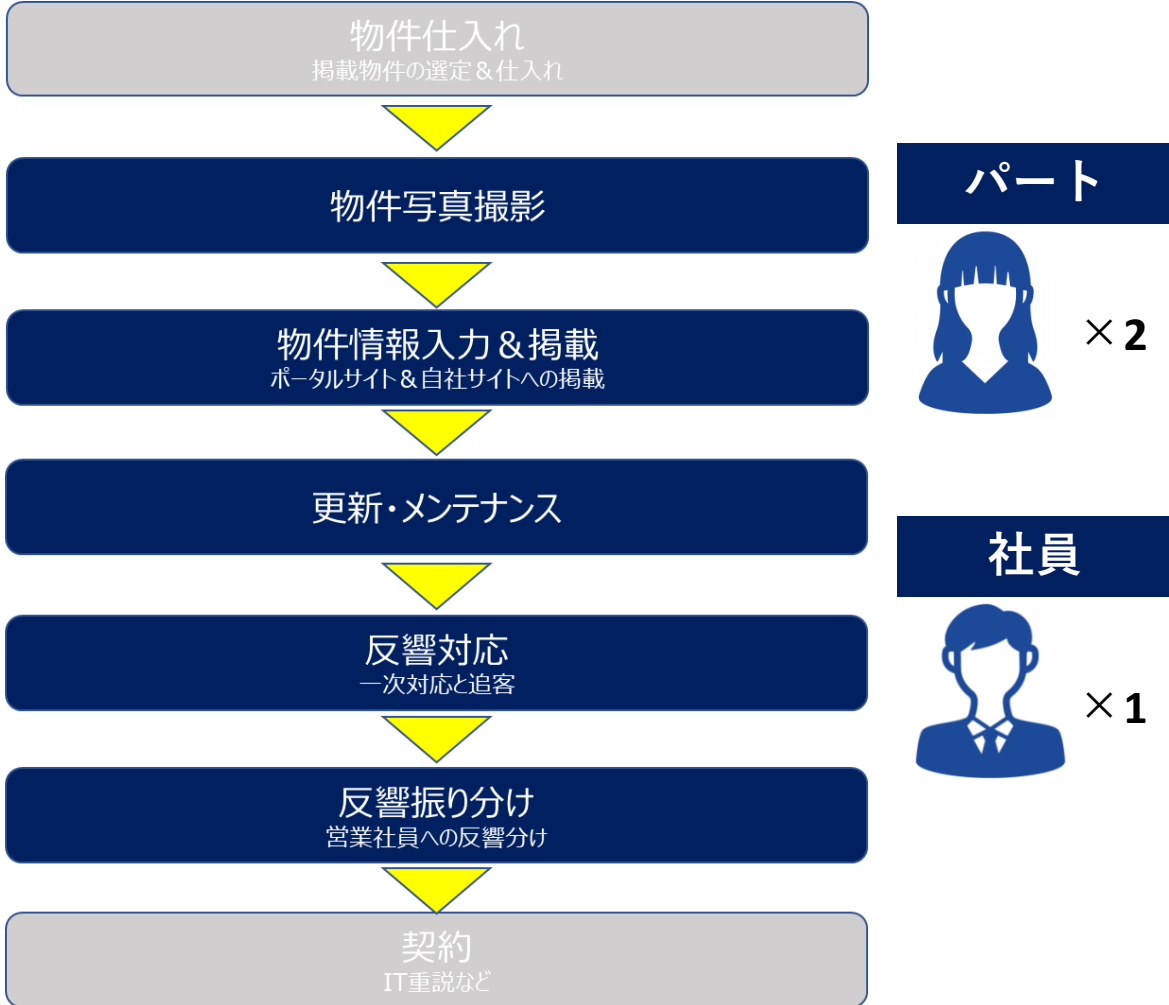 物件仕入れ
掲載物件の選定＆仕入れ
物件写真撮影
物件情報入力＆掲載
ポータルサイト＆自社サイトへの掲載
更新・メンテナンス
反響対応
一次対応と追客
反響振り分け
営業社員への反響分け
契約
IT重説など
パート
×2
社員
×1